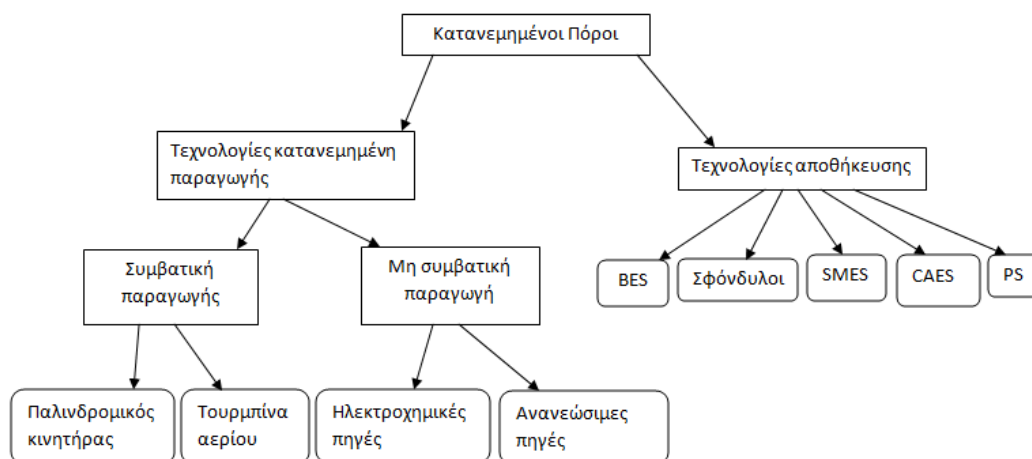 Κατανεμημένοι Πόροι
Τεχνολογίες κατανεμημένη
παραγωγής
Τεχνολογίες αποθήκευσης
Συμβατική
παραγωγής
Μη συμβατική
παραγωγή
BES
Σφόνδυλοι
SMES
CAES
PS
Παλινδρομικός
κινητήρας
Τουρμπίνα
αερίου
Ηλεκτροχημικές
πηγές
Ανανεώσιμες
πηγές